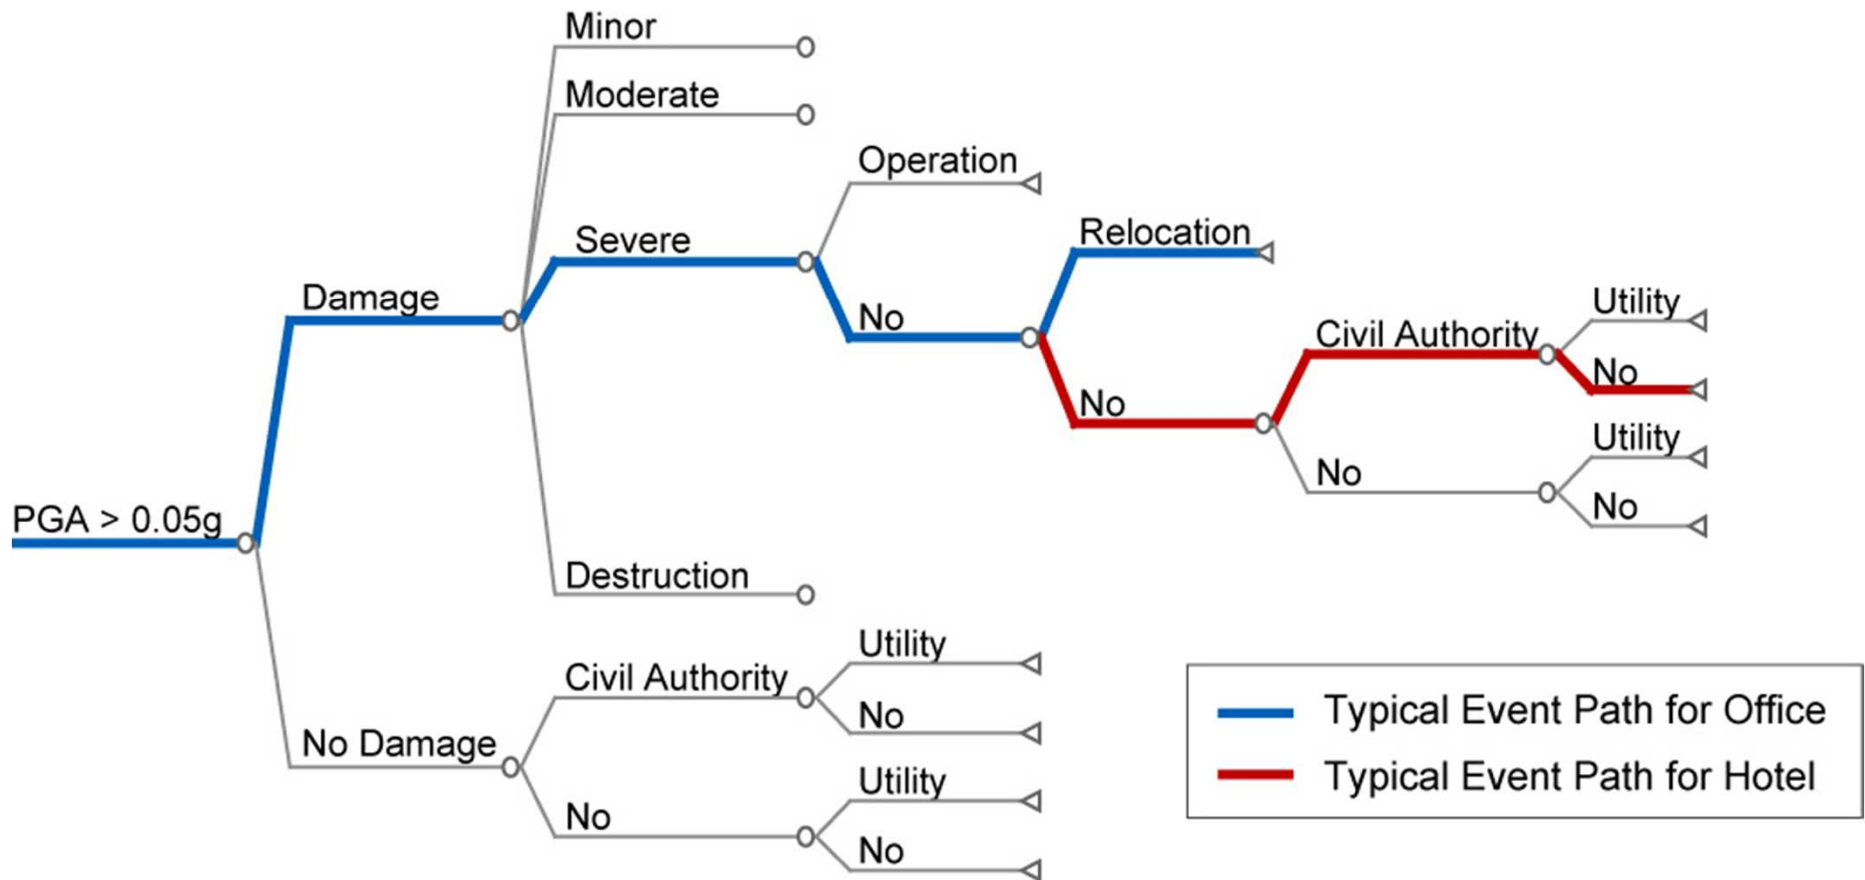 Minor
Moderate
Operation
Severe
Relocation
Damage
No
Utility
Civil Authority
No
No
Utility
No
No
PGA > 0.05g
Destruction
Utility
Civil Authority
No
No Damage
Utility
No
No
Typical Event Path for Office
Typical Event Path for Hotel